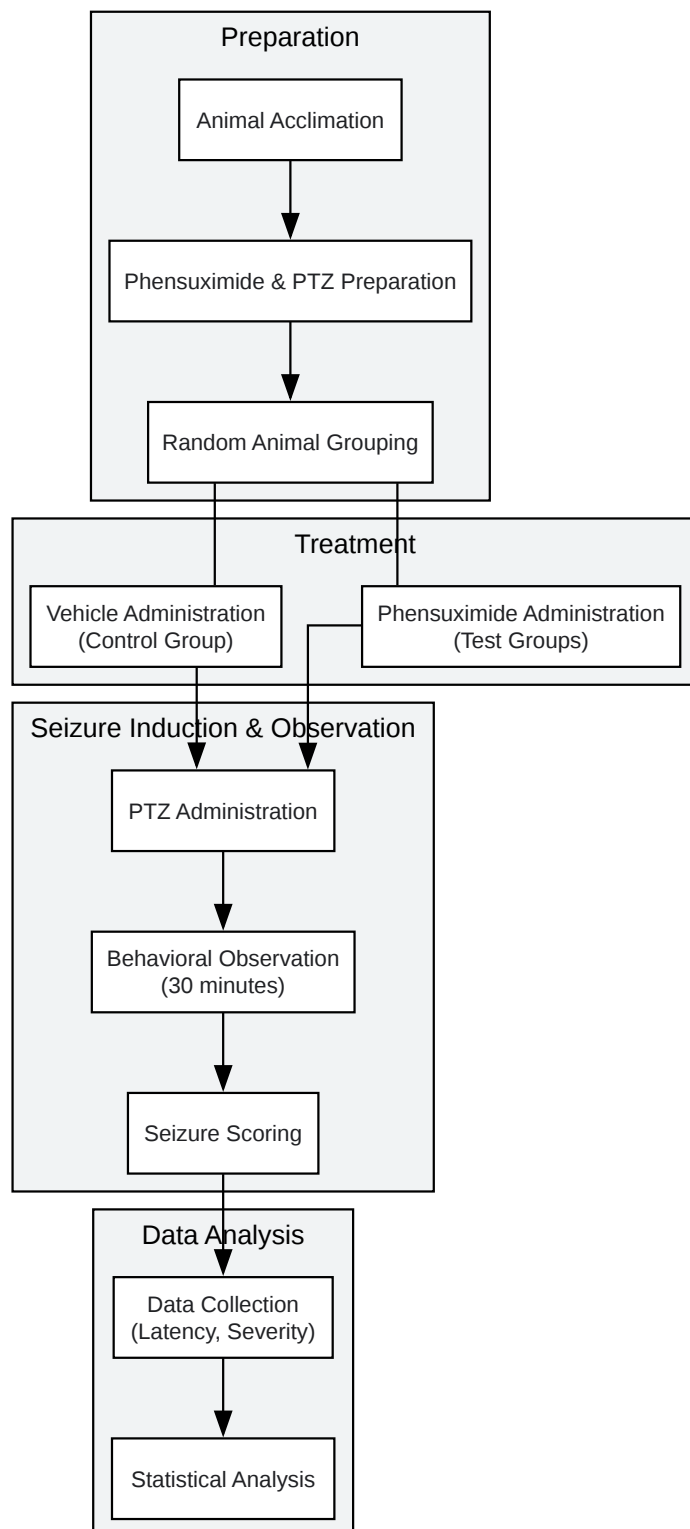 Preparation
Animal Acclimation
Phensuximide & PTZ Preparation
Random Animal Grouping
Treatment
Vehicle Administration
(Control Group)
Phensuximide Administration
(Test Groups)
Seizure Induction & Observation
PTZ Administration
Behavioral Observation
(30 minutes)
Seizure Scoring
Data Analysis
Data Collection
(Latency, Severity)
Statistical Analysis